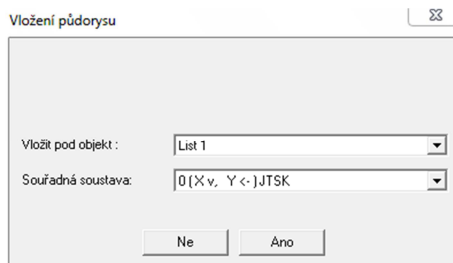 Vložení půdorysu
Vložit pod objekt :
List 1
Souřadná soustava:
0 (X v, Y <-) JTSK
Ne
Ano